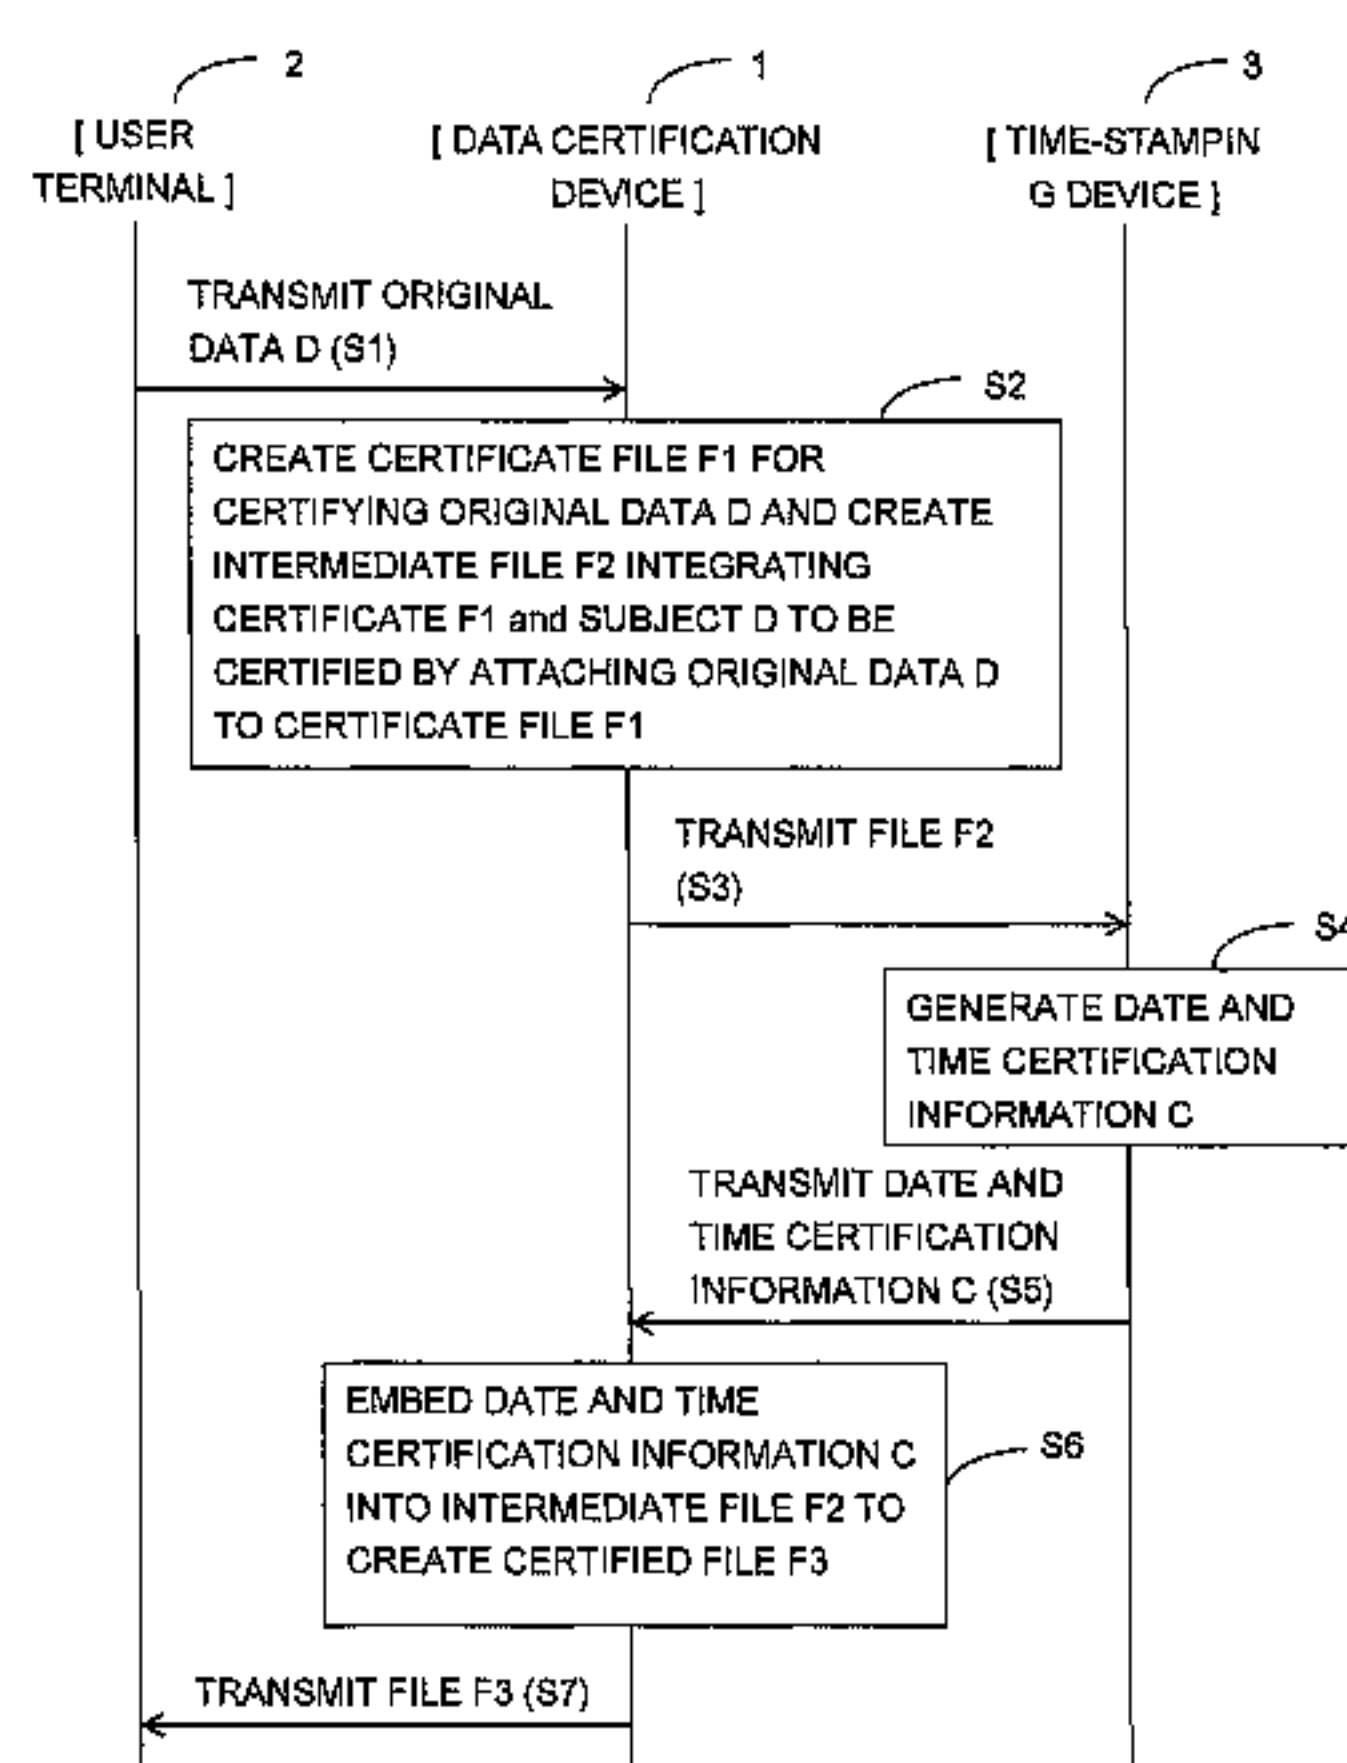 2
1
3
[ USER
TERMINAL ]
[ DATA CERTIFICATION
DEVICE ]
[ TIME-STAMPIN
G DEVICE ]
TRANSMIT ORIGINAL
DATA D (S1)
S2
CREATE CERTIFICATE FILE F1 FOR
CERTIFYING ORIGINAL DATA D AND CREATE
INTERMEDIATE FILE F2 INTEGRATING
CERTIFICATE F1 and SUBJECT D TO BE
CERTIFIED BY ATTACHING ORIGINAL DATA D
TO CERTIFICATE FILE F1
TRANSMIT FILE F2
(S3)
S4
GENERATE DATE AND
TIME CERTIFICATION
INFORMATION C
TRANSMIT DATE AND
TIME CERTIFICATION
INFORMATION C (S5)
EMBED DATE AND TIME
CERTIFICATION INFORMATION C
INTO INTERMEDIATE FILE F2 TO
CREATE CERTIFIED FILE F3
S6
TRANSMIT FILE F3 (S7)